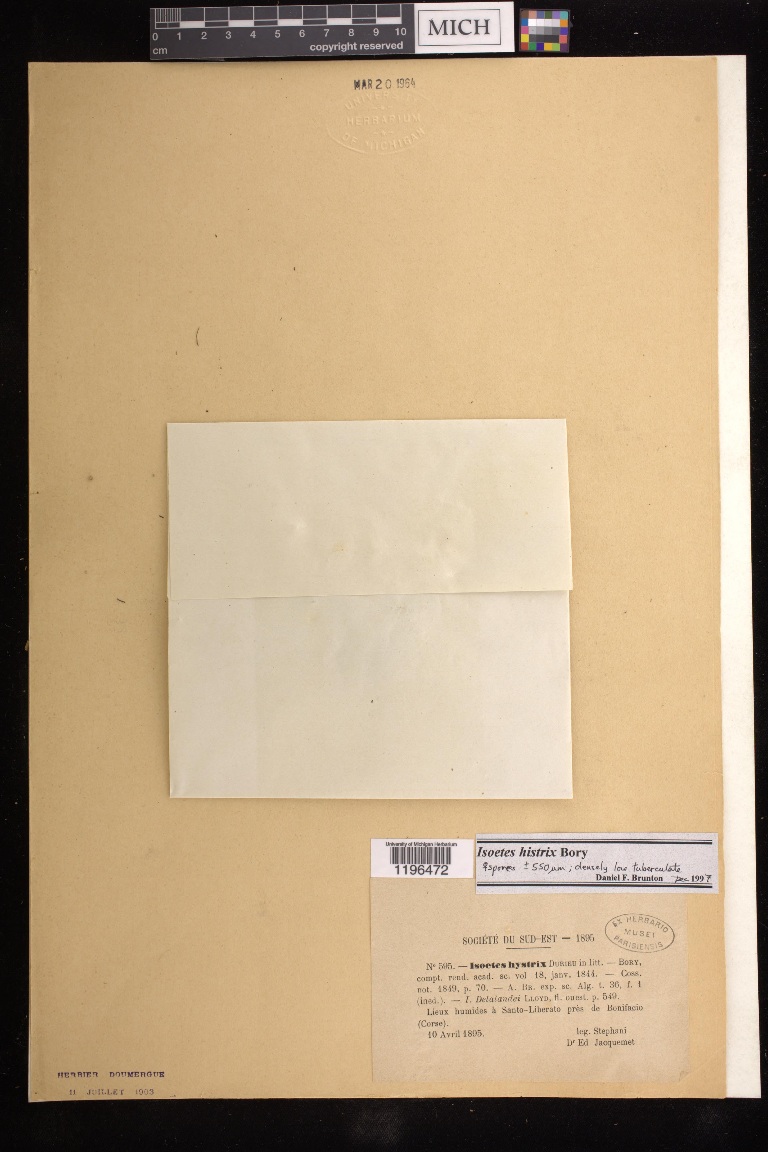 0 1 2 3 4 5 6 7 8 9 10
cm
copyright reserved
MICH
MAR 20 1964
HERBARIUM
OF MICHIGAN
University of Michigan Herbarium
1196472
Isoetes histrix Bory
♀spores ± 550 µm; densely low tuberculate
Daniel F. Brunton Dec 1997
EX HERBARIO
MUSEI
PARISIENSIS
SOCIÉTÉ DU SUD-EST — 1895
No 595. — Isoetes hystrix DURIEU in litt. — BORY,
compt. rend. acad. sc. vol 18, janv. 1844. — Coss.
not. 1849, p. 70. — A. BR. exp. sc. Alg. t. 36, f. 1
(ined.). — I. Delalandei LLOYD, fl. ouest. p. 549.
Lieux humides à Santo-Liberato près de Bonifacio
(Corse).
10 Avril 1895.
leg. Stephani
Dr Ed Jacquemet
HERBIER DOUMERGUE
11 JUILLET